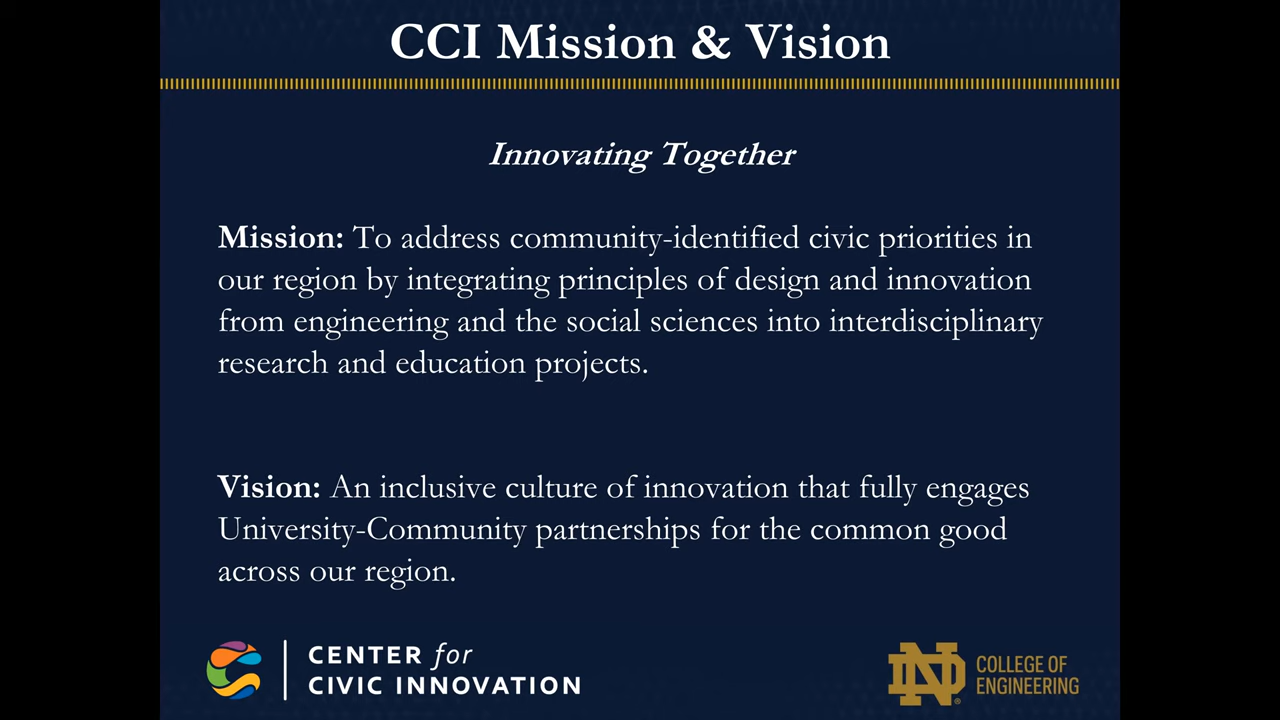 CCI Mission & Vision
Innovating Together
Mission: To address community-identified civic priorities in
our region by integrating principles of design and innovation
from engineering and the social sciences into interdisciplinary
research and education projects.
Vision: An inclusive culture of innovation that fully engages
University-Community partnerships for the common good
across our region.
CENTER for
CIVIC INNOVATION
ND®
COLLEGE OF
ENGINEERING